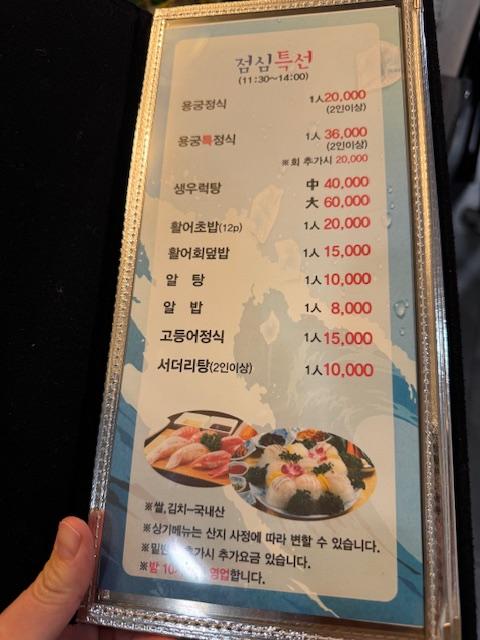 점심특선
(11:30~14:00)
용궁정식 1人 20,000
(2인이상)
용궁특정식 1人 36,000
(2인이상)
※회 추가시 20,000
생우럭탕 中 40,000
大 60,000
활어초밥(12p) 1人 20,000
활어회덮밥 1人 15,000
알 탕 1人 10,000
알 밥 1人 8,000
고등어정식 1人 15,000
서더리탕(2인이상) 1人 10,000
※쌀,김치-국내산
※상기메뉴는 산지 사정에 따라 변할 수 있습니다.
추가시 추가요금 있습니다.
※밤 영업합니다.